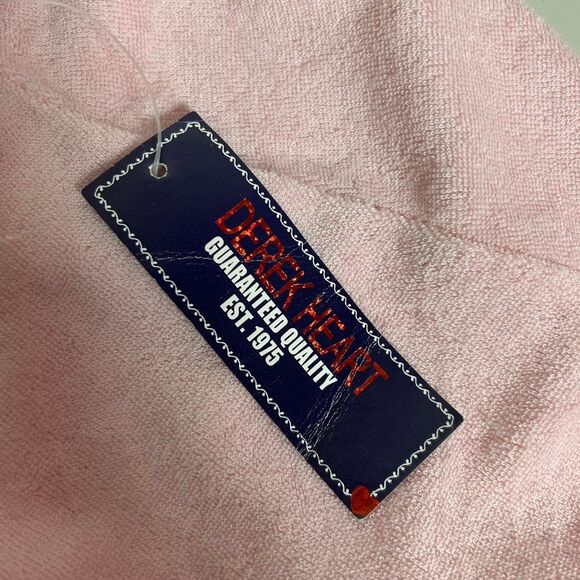 DEREK HEART
GUARANTEED QUALITY
EST. 1975